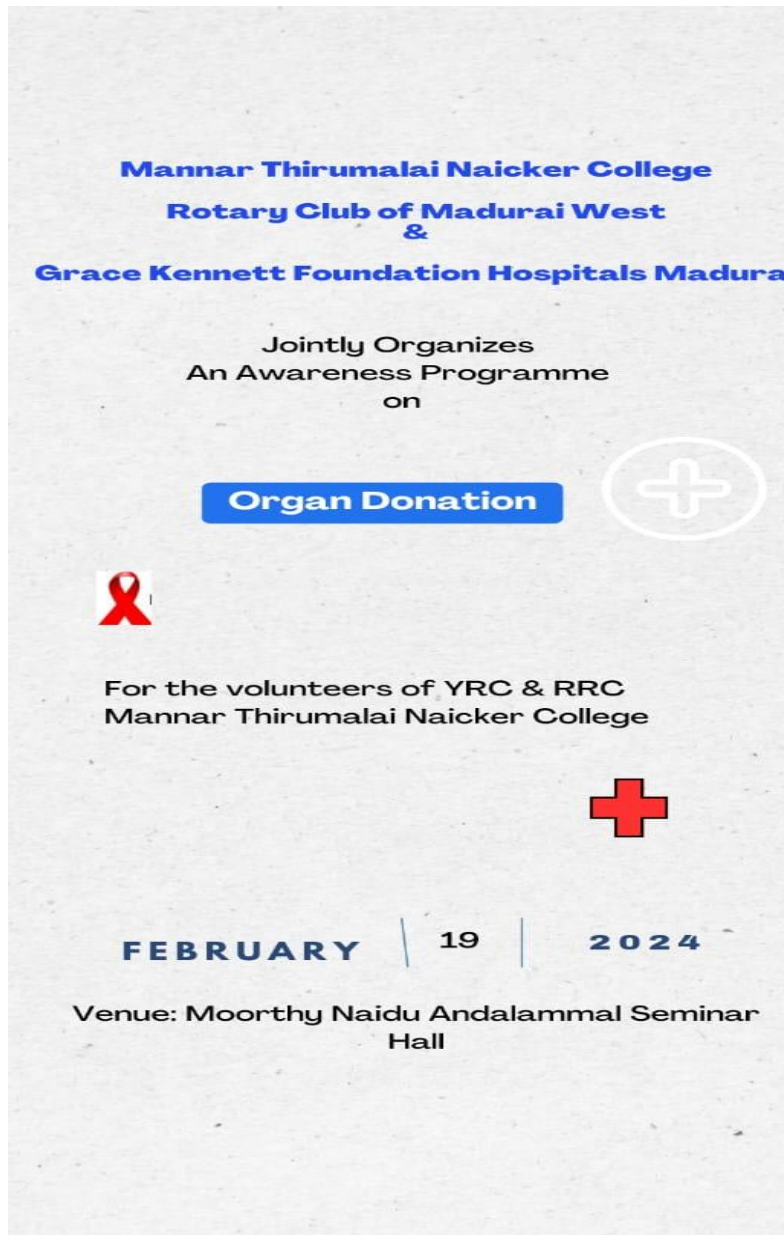 Mannar Thirumalai Naicker College
Rotary Club of Madurai West
&
Grace Kennett Foundation Hospitals Madura
Jointly Organizes
An Awareness Programme
on
Organ Donation
For the volunteers of YRC & RRC
Mannar Thirumalai Naicker College
FEBRUARY 19 2024
Venue: Moorthy Naidu Andalammal Seminar
Hall